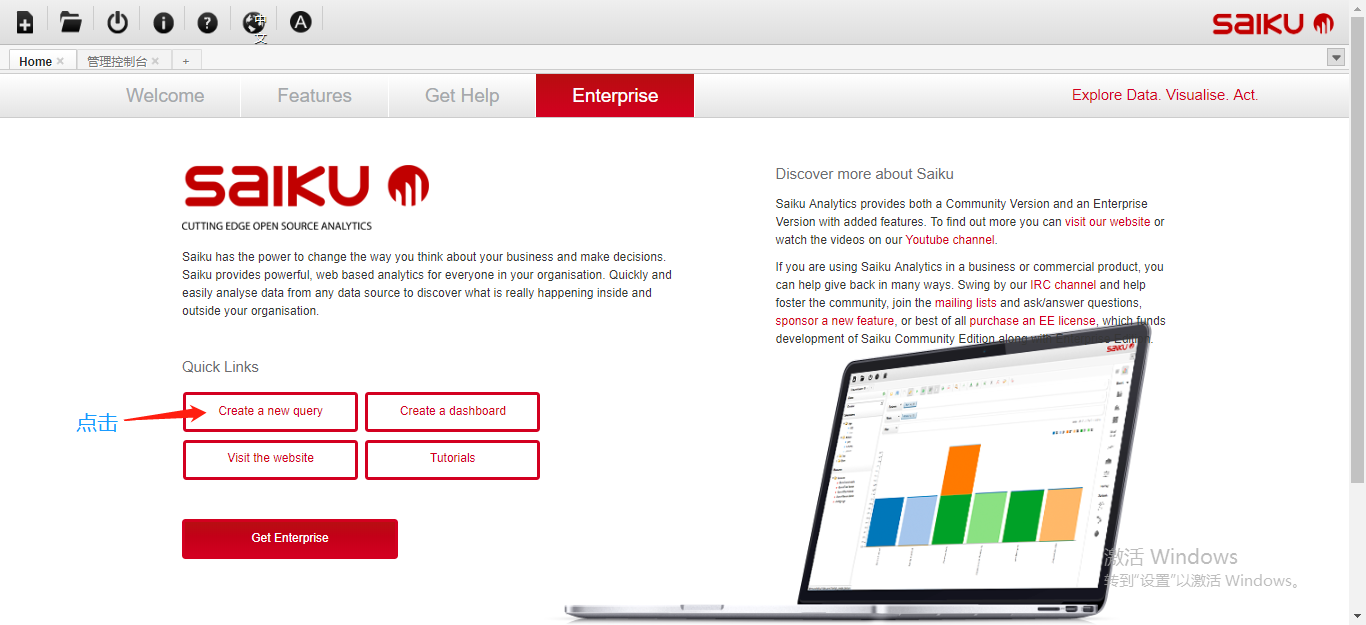 中
文
A
SAIKU
Home
管理控制台
+
Welcome
Features
Get Help
Enterprise
Explore Data. Visualise. Act.
SAIKU
CUTTING EDGE OPEN SOURCE ANALYTICS
Saiku has the power to change the way you think about your business and make decisions.
Saiku provides powerful, web based analytics for everyone in your organisation. Quickly and
easily analyse data from any data source to discover what is really happening inside and
outside your organisation.
Quick Links
点击
Create a new query
Create a dashboard
Visit the website
Tutorials
Get Enterprise
Discover more about Saiku
Saiku Analytics provides both a Community Version and an Enterprise
Version with added features. To find out more you can visit our website or
watch the videos on our Youtube channel.
If you are using Saiku Analytics in a business or commercial product, you
can help give back in many ways. Swing by our IRC channel and help
foster the community, join the mailing lists and ask/answer questions,
sponsor a new feature, or best of all purchase an EE license, which funds
development of Saiku Community Edition along with Enterprise Edition.
SAIKU
激活 Windows
转到"设置"以激活 Windows。